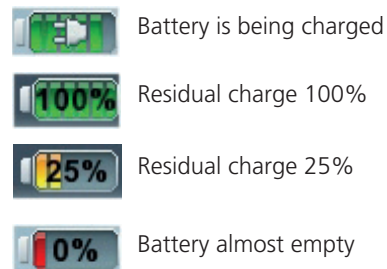 Battery is being charged
100% Residual charge 100%
25% Residual charge 25%
0% Battery almost empty